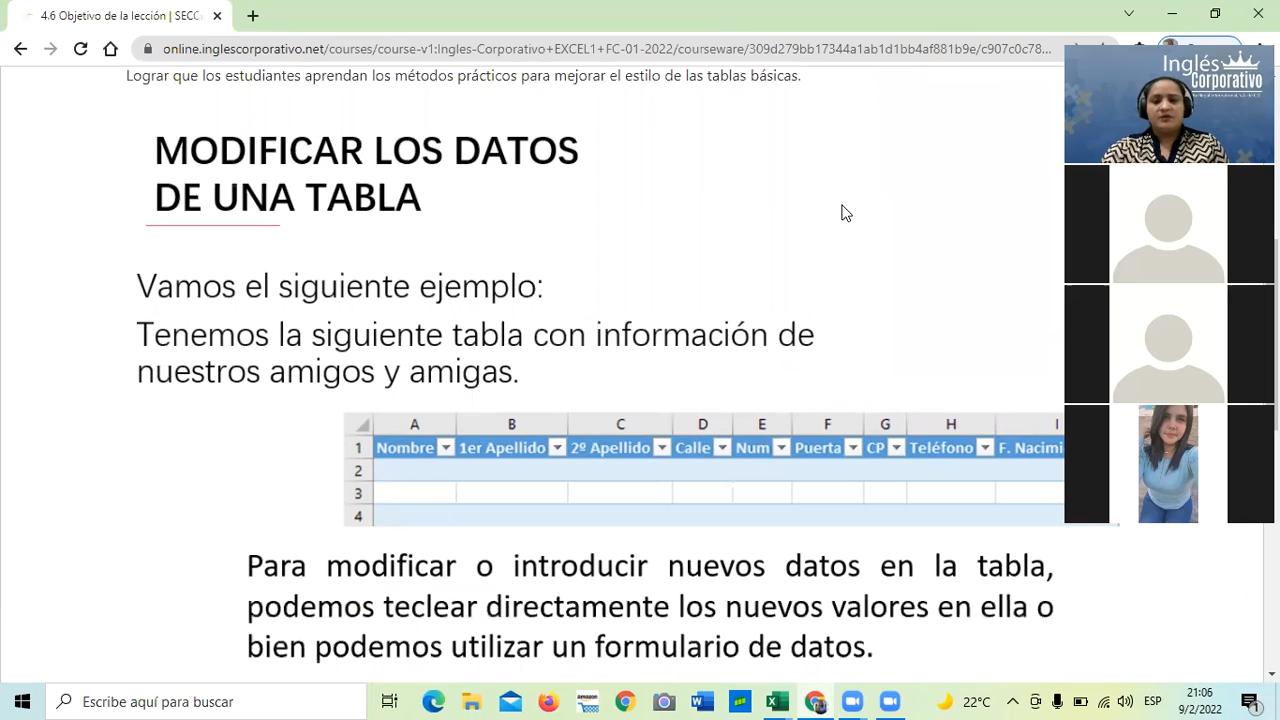 4.6 Objetivo de la lección | SECC
online.inglescorporativo.net/courses/course-v1:Ingles-Corporativo+EXCEL1+FC-01-2022/courseware/309d279bb17344a1ab1d1bb4af881b9e/c907c0c78...
Lograr que los estudiantes aprendan los métodos prácticos para mejorar el estilo de las tablas básicas.
Inglés
Corporativo
MODIFICAR LOS DATOS
DE UNA TABLA
Vamos el siguiente ejemplo:
Tenemos la siguiente tabla con información de
nuestros amigos y amigas.
A B C D E F G H I
1 Nombre 1er Apellido 2º Apellido Calle Num Puerta CP Teléfono F. Nacimi
2
3
4
Para modificar o introducir nuevos datos en la tabla,
podemos teclear directamente los nuevos valores en ella o
bien podemos utilizar un formulario de datos.
Escribe aquí para buscar
amazon
22°C
ESP
21:06
9/2/2022
1